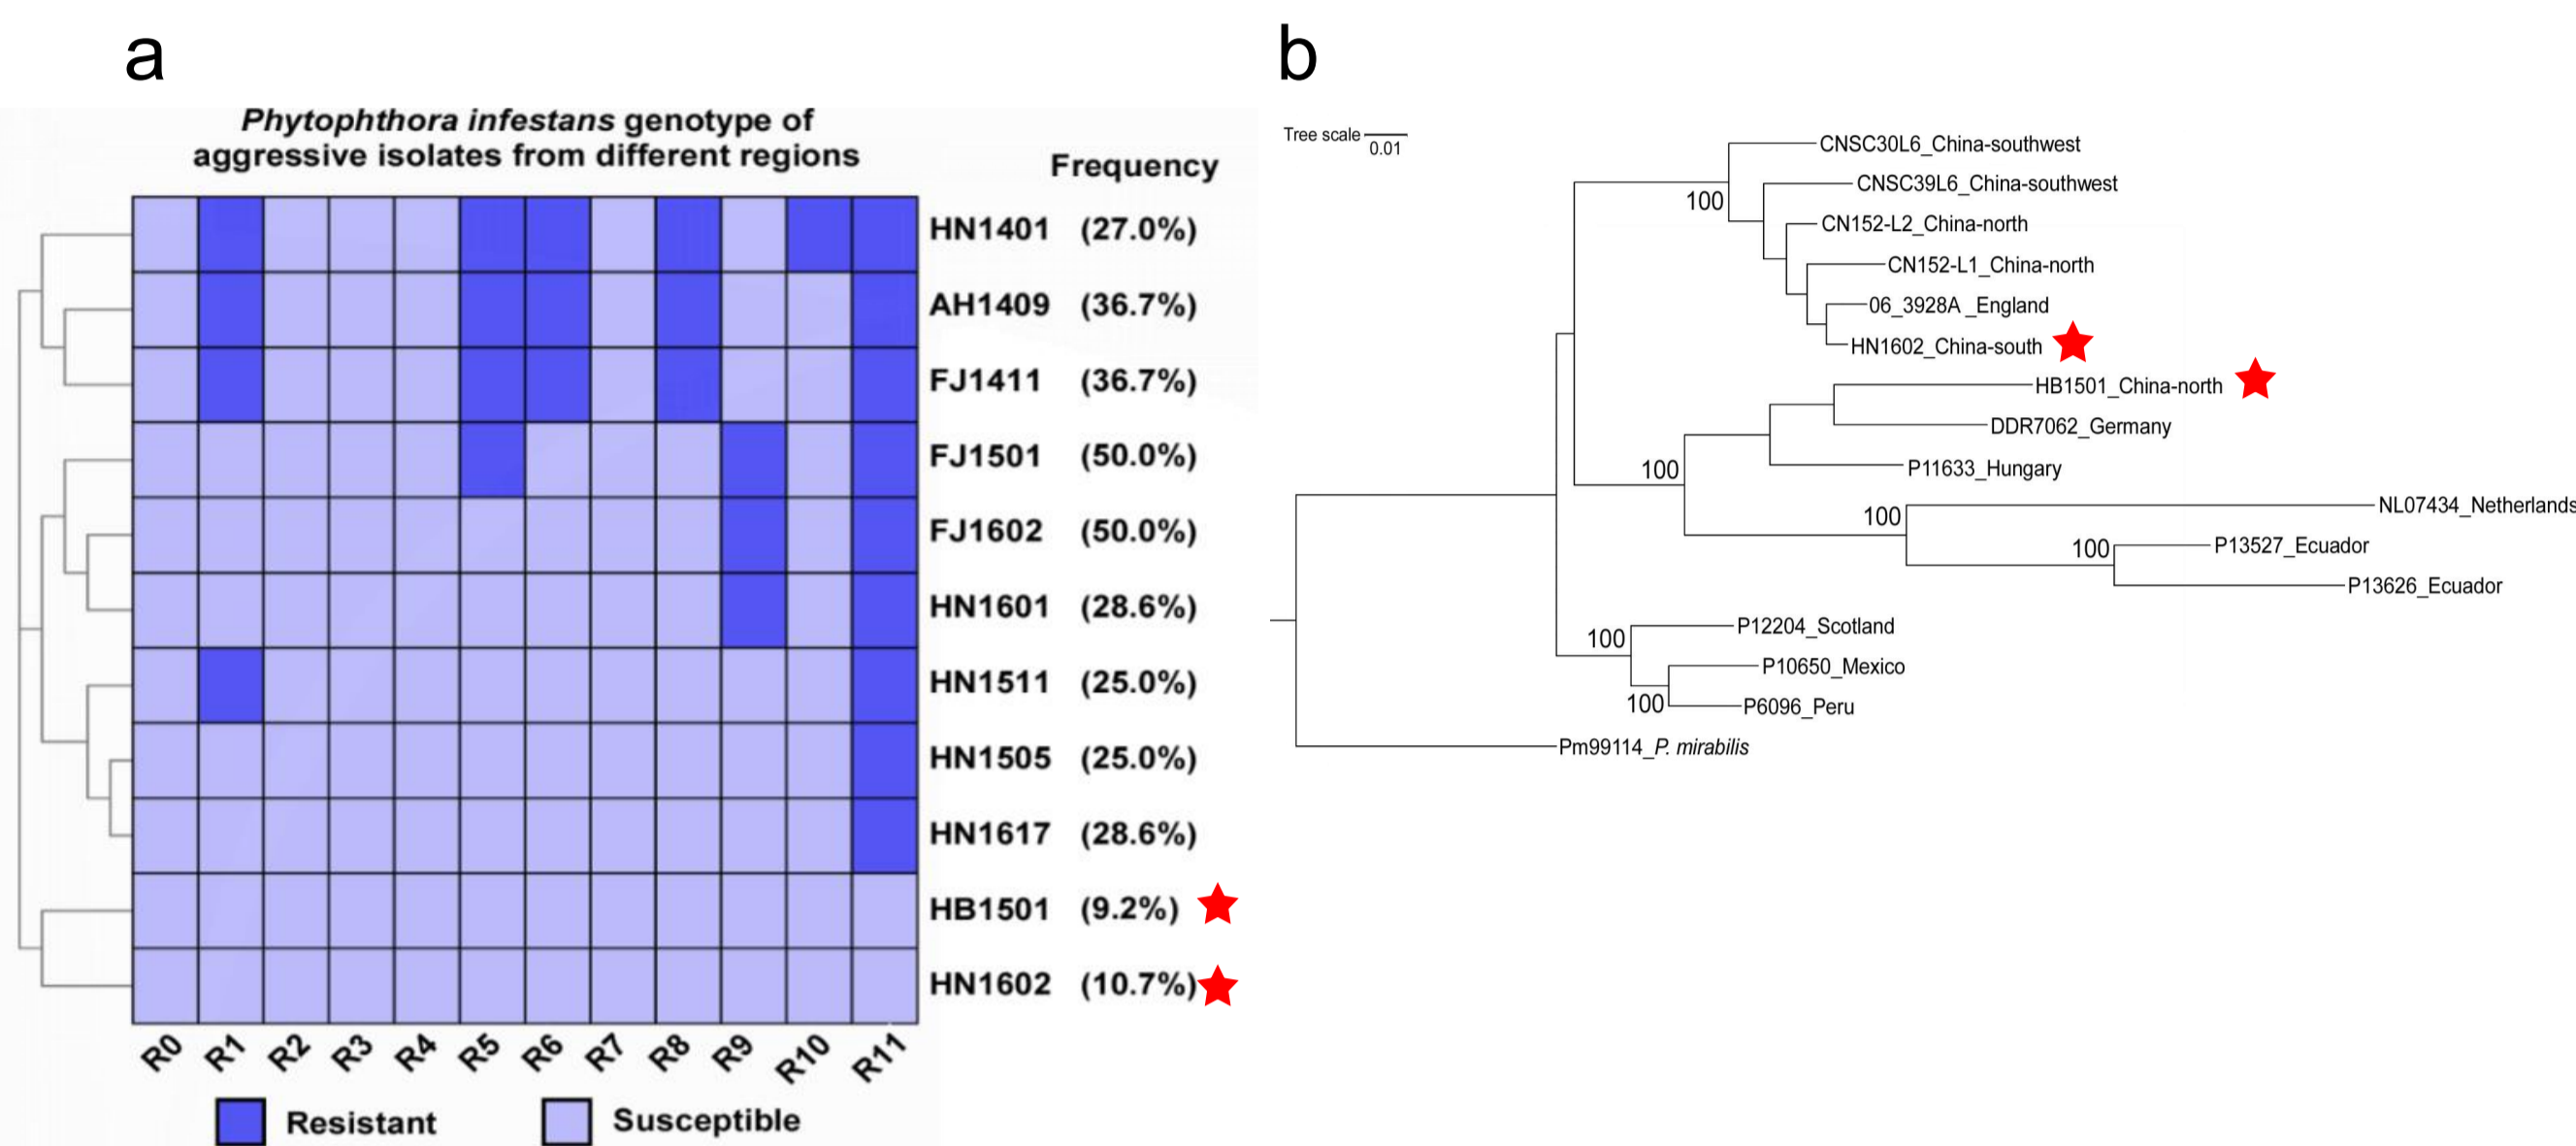 a
Phytophthora infestans genotype of
aggressive isolates from different regions
Frequency
HN1401 (27.0%)
AH1409 (36.7%)
FJ1411 (36.7%)
FJ1501 (50.0%)
FJ1602 (50.0%)
HN1601 (28.6%)
HN1511 (25.0%)
HN1505 (25.0%)
HN1617 (28.6%)
HB1501 (9.2%)
HN1602 (10.7%)
R0 R1 R2 R3 R4 R5 R6 R7 R8 R9 R10 R11
Resistant Susceptible
b
Tree scale
0.01
CNSC30L6_China-southwest
CNSC39L6_China-southwest
100
CN152-L2_China-north
CN152-L1_China-north
06_3928A _England
HN1602_China-south
HB1501_China-north
DDR7062_Germany
P11633_Hungary
100
NL07434_Netherlands
100
P13527_Ecuador
100
P13626_Ecuador
P12204_Scotland
100
P10650_Mexico
100
P6096_Peru
Pm99114_P. mirabilis